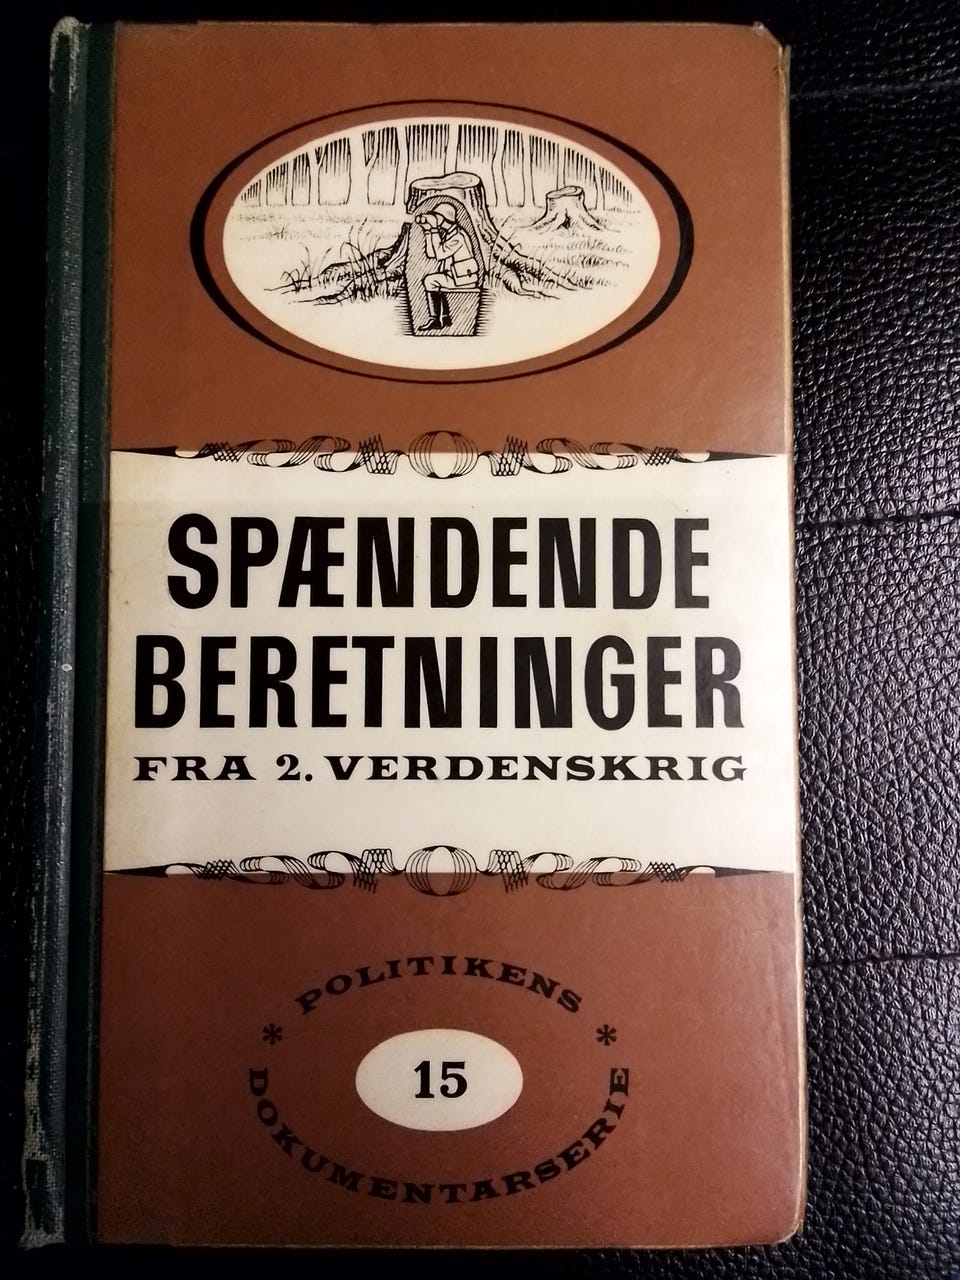 SPÆNDENDE
BERETNINGER
FRA 2. VERDENSKRIG
POLITIKENS
15
* DOKUMENTARSERIE *